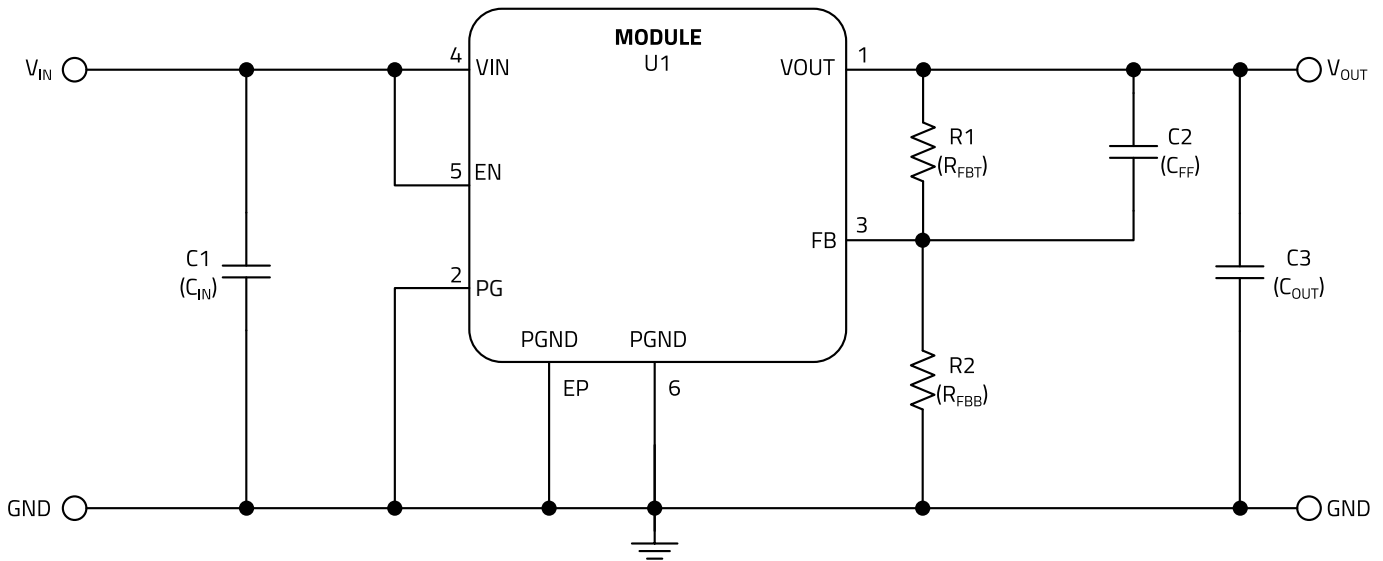 MODULE
U1
V_IN
4
VIN
VOUT
1
V_OUT
R1
(R_FBT)
C2
(C_FF)
5
EN
3
FB
C1
(C_IN)
2
PG
C3
(C_OUT)
PGND
PGND
EP
6
R2
(R_FBB)
GND
GND